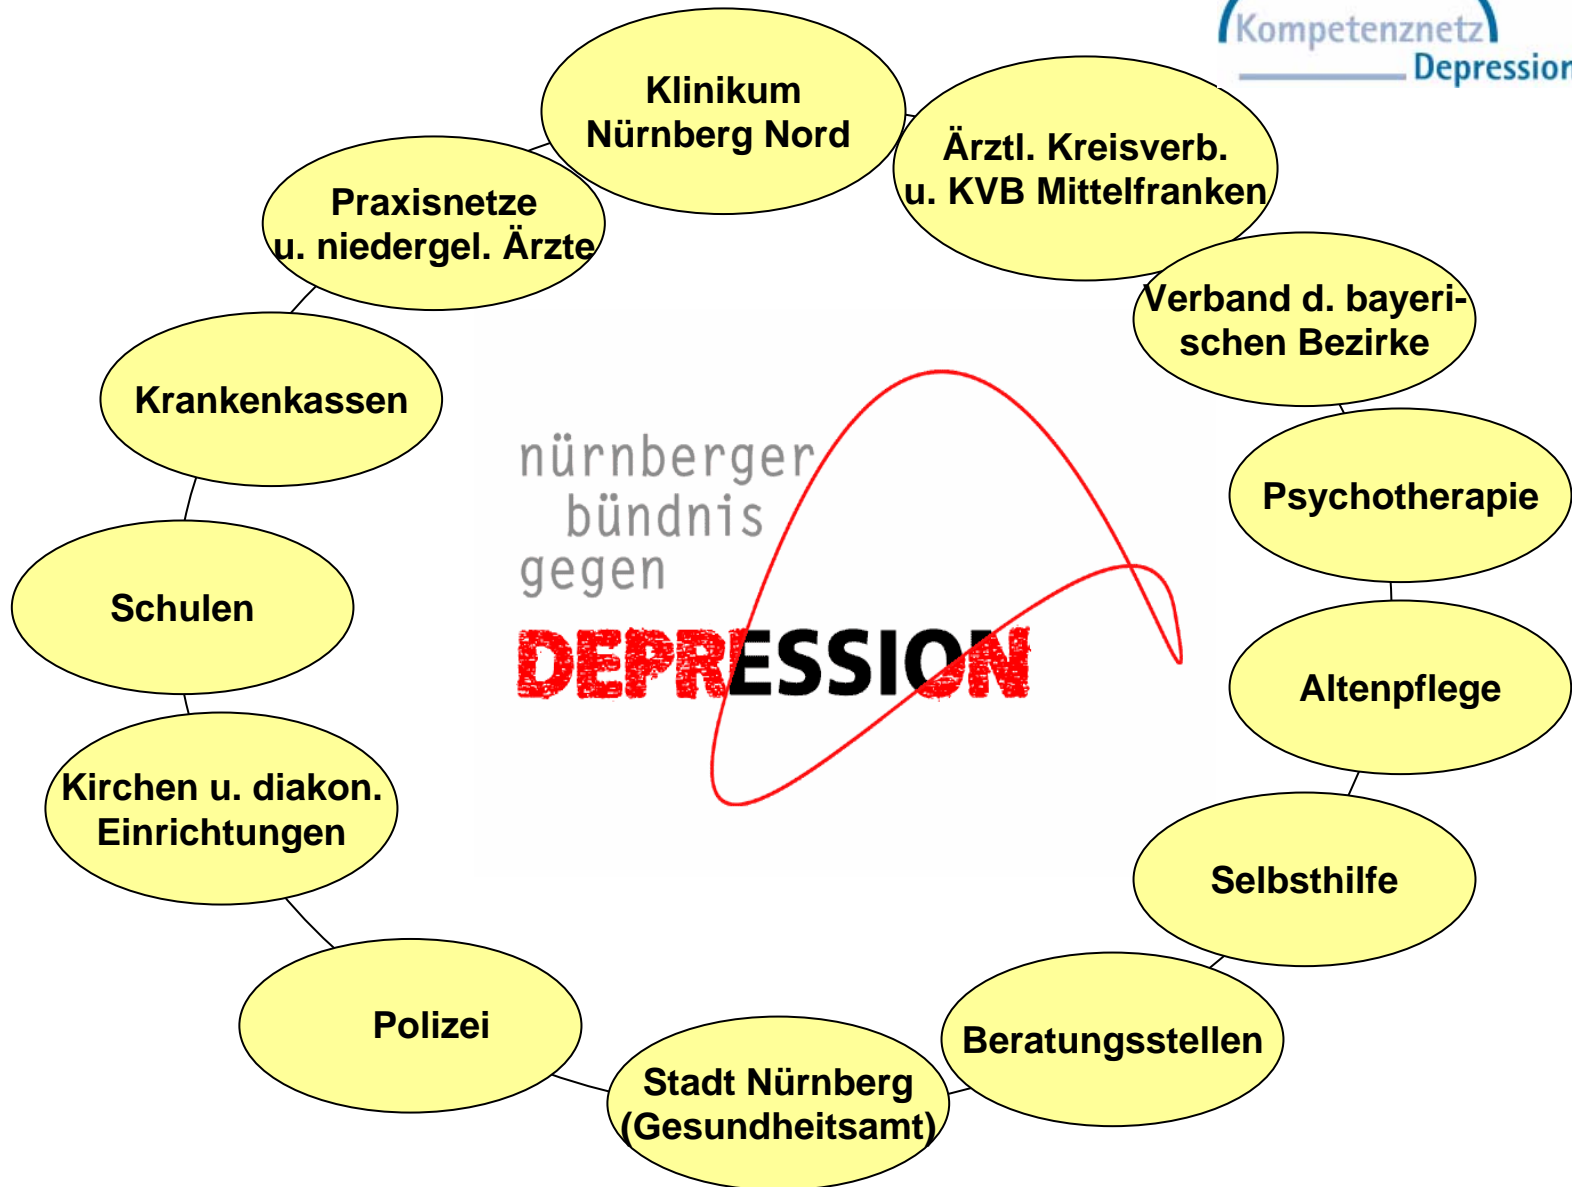 Kompetenznetz
Depression
Klinikum
Nürnberg Nord
Ärztl. Kreisverb.
u. KVB Mittelfranken
Verband d. bayeri-
schen Bezirke
Psychotherapie
Altenpflege
Selbsthilfe
Beratungsstellen
Stadt Nürnberg
(Gesundheitsamt)
Polizei
Kirchen u. diakon.
Einrichtungen
Schulen
Krankenkassen
Praxisnetze
u. niedergel. Ärzte
nürnberger
bündnis
gegen
DEPRESSION